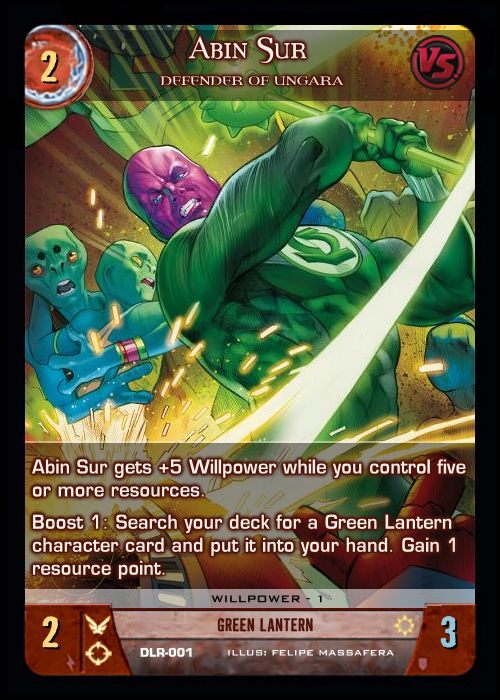 2
Abin Sur
VS
DEFENDER OF UNGARA
Abin Sur gets +5 Willpower while you control five
or more resources.
Boost 1: Search your deck for a Green Lantern
character card and put it into your hand. Gain 1
resource point.
WILLPOWER - 1
2
GREEN LANTERN
3
DLR-001
ILLUS: FELIPE MASSAFERA